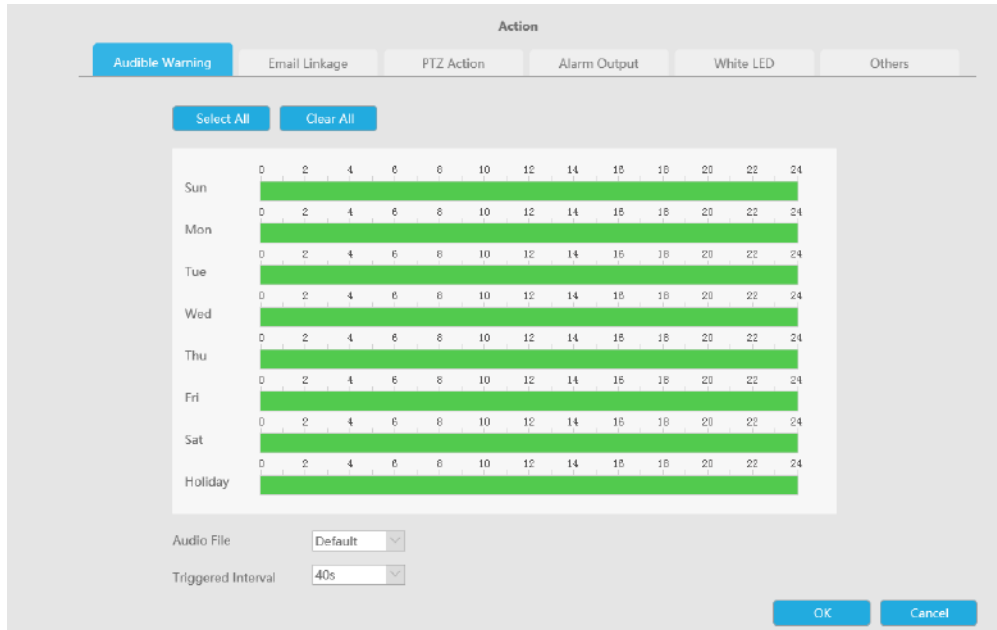 Action
Audible Warning Email Linkage PTZ Action Alarm Output White LED Others
Select All Clear All
0 2 4 6 8 10 12 14 16 18 20 22 24
Sun
0 2 4 6 8 10 12 14 16 18 20 22 24
Mon
0 2 4 6 8 10 12 14 16 18 20 22 24
Tue
0 2 4 6 8 10 12 14 16 18 20 22 24
Wed
0 2 4 6 8 10 12 14 16 18 20 22 24
Thu
0 2 4 6 8 10 12 14 16 18 20 22 24
Fri
0 2 4 6 8 10 12 14 16 18 20 22 24
Sat
0 2 4 6 8 10 12 14 16 18 20 22 24
Holiday
Audio File Default
Triggered Interval 40s
OK Cancel